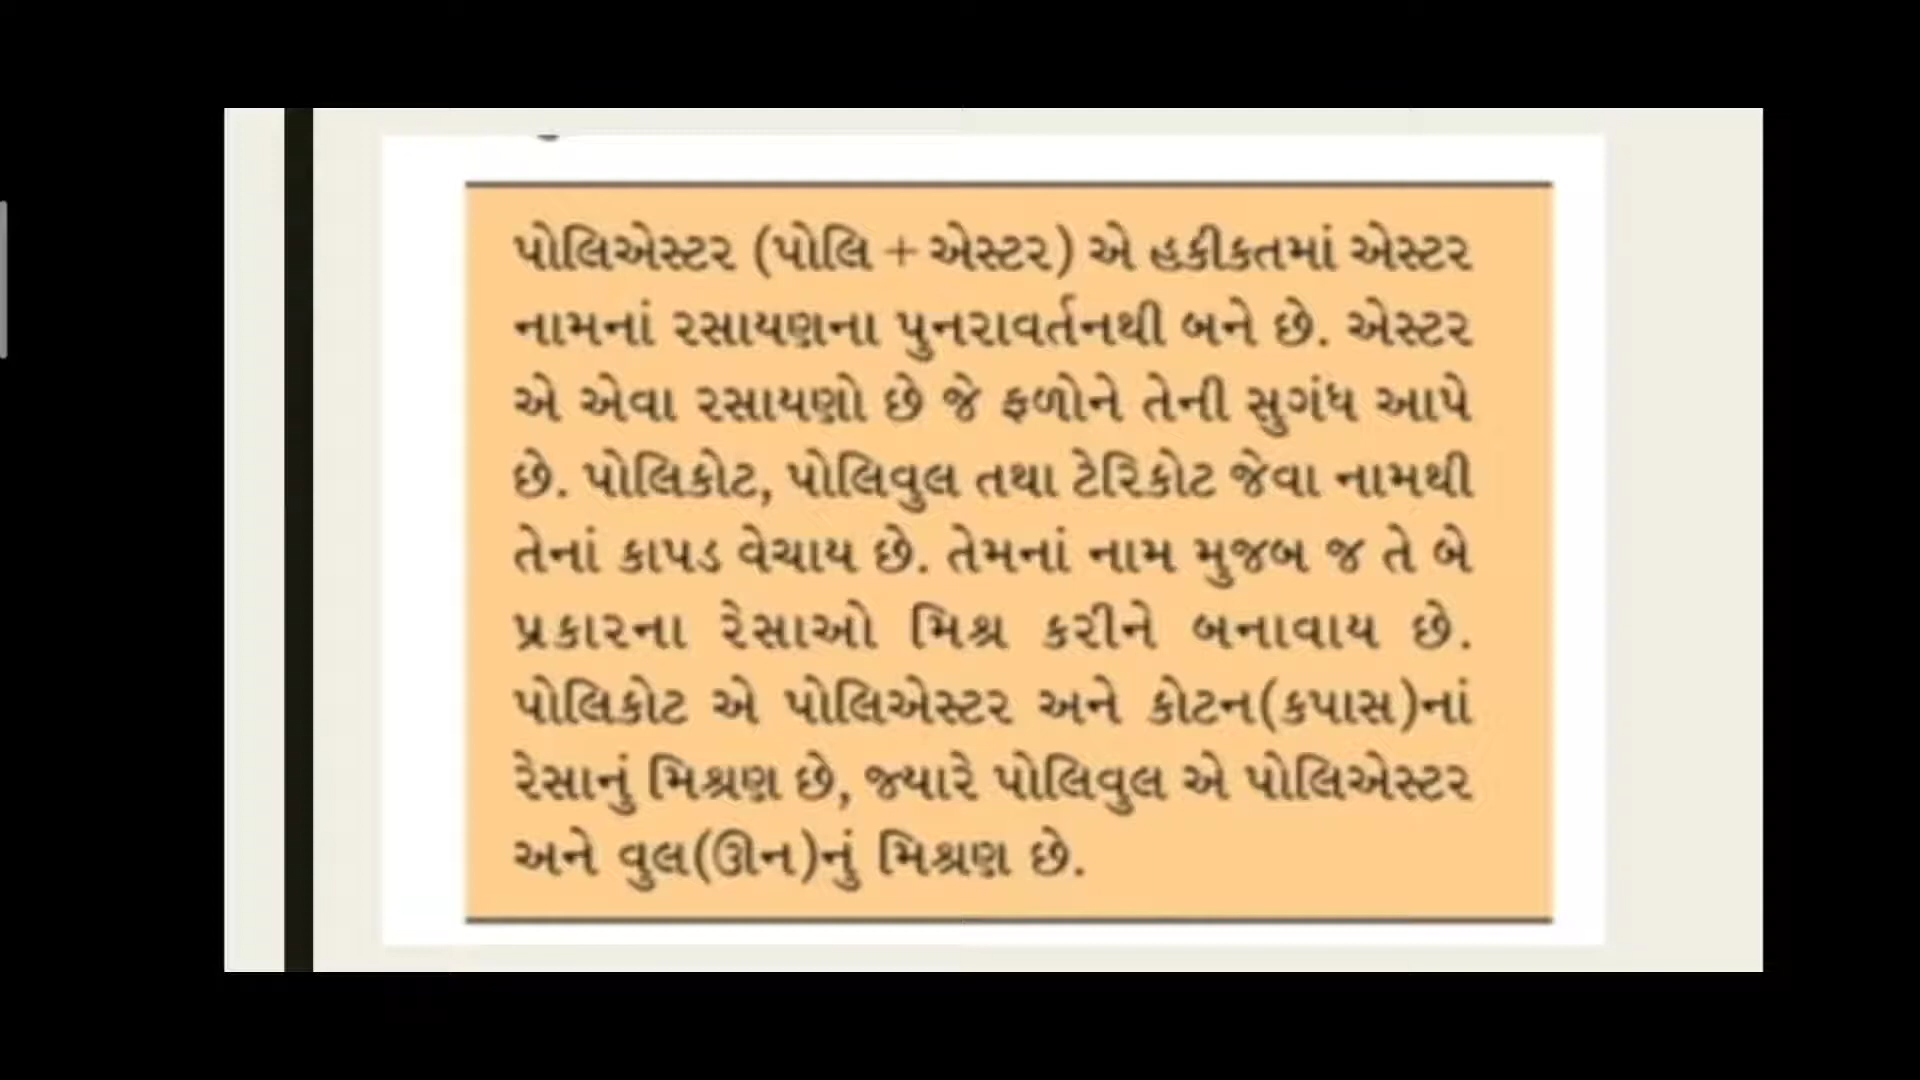 પોલિએસ્ટર (પોલિ + એસ્ટર) એ હકીકતમાં એસ્ટર
નામનાં રસાયણના પુનરાવર્તનથી બને છે. એસ્ટર
એ એવા રસાયણો છે જે ફળોને તેની સુગંધ આપે
છે. પોલિકોટ, પોલિવુલ તથા ટેરિકોટ જેવા નામથી
તેનાં કાપડ વેચાય છે. તેમનાં નામ મુજબ જ તે બે
પ્રકારના રેસાઓ મિશ્ર કરીને બનાવાય છે.
પોલિકોટ એ પોલિએસ્ટર અને કોટન(કપાસ)નાં
રેસાનું મિશ્રણ છે, જ્યારે પોલિવુલ એ પોલિએસ્ટર
અને વુલ(ઊન)નું મિશ્રણ છે.